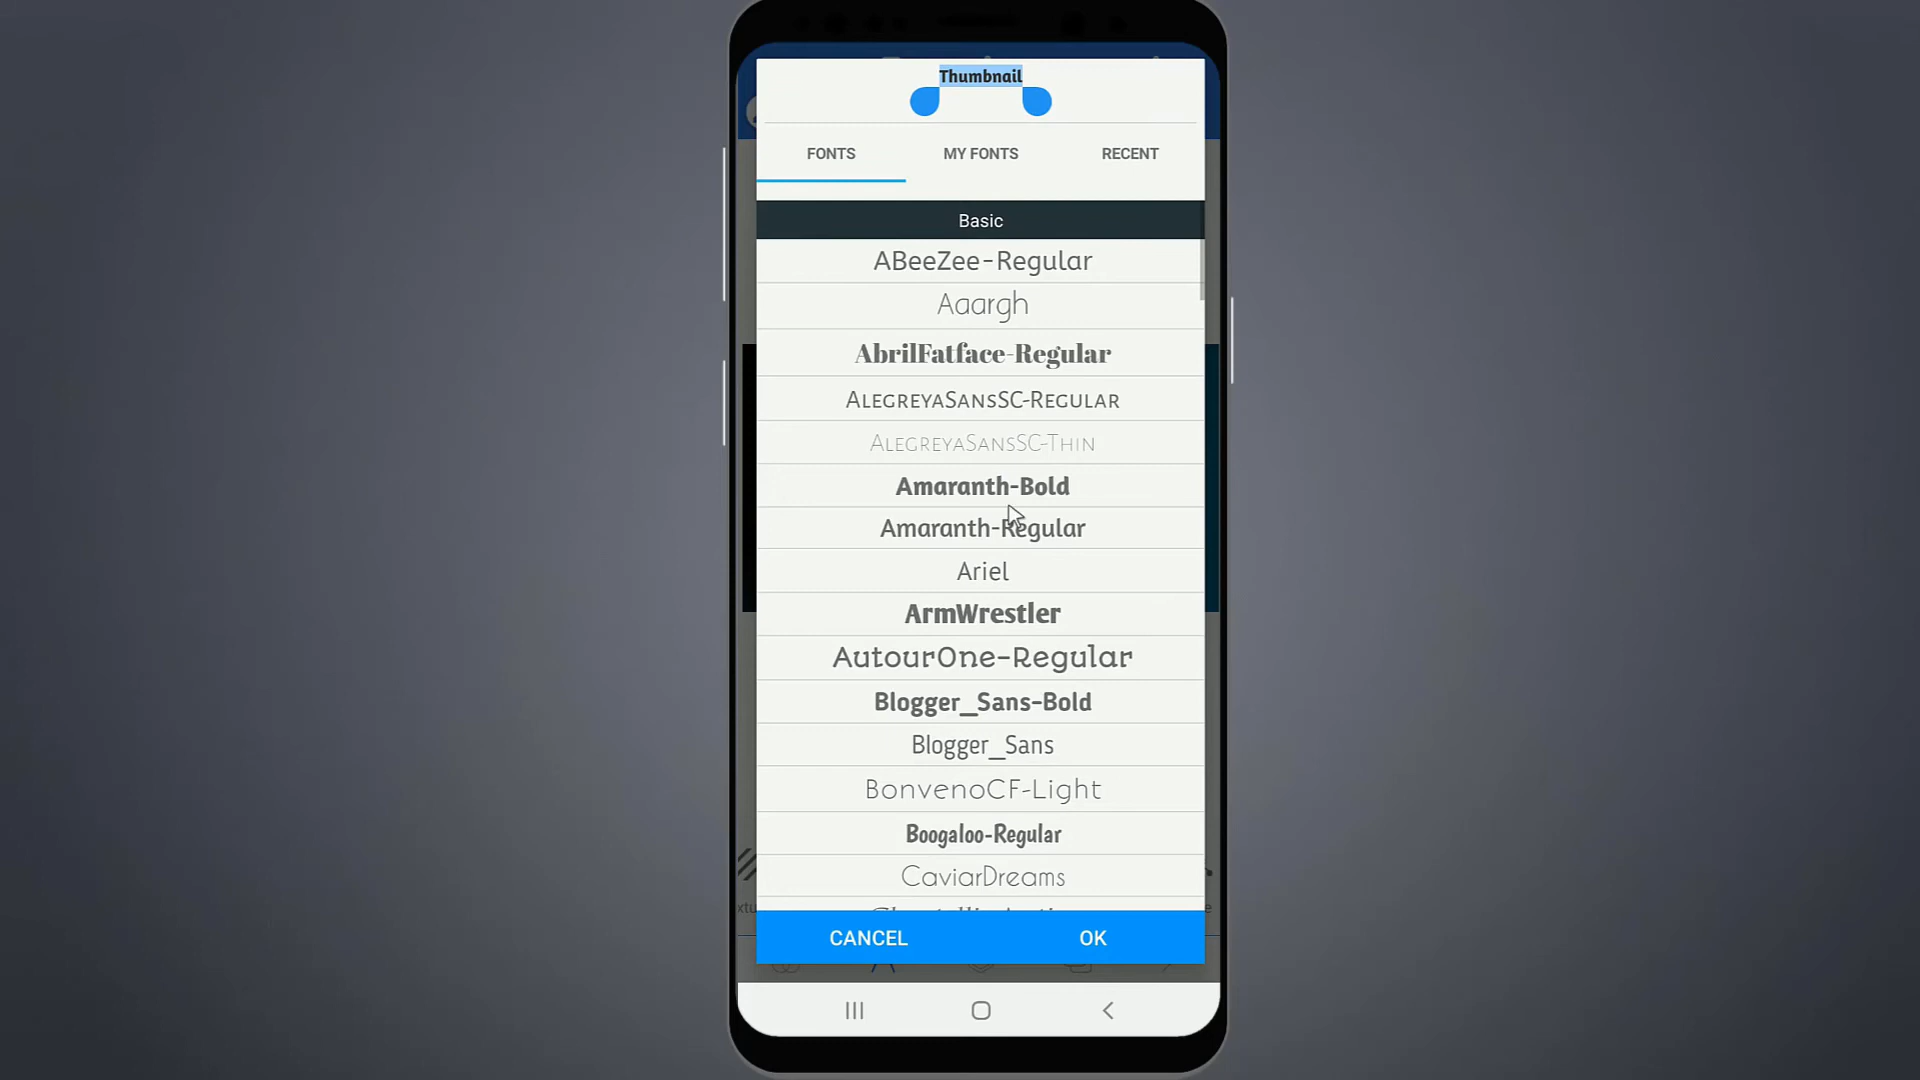 Thumbnail
FONTS
MY FONTS
RECENT
Basic
ABeeZee-Regular
Aaargh
AbrilFatface-Regular
AlegreyaSansSC-Regular
AlegreyaSansSC-Thin
Amaranth-Bold
Amaranth-Regular
Ariel
ArmWrestler
AutourOne-Regular
Blogger_Sans-Bold
Blogger_Sans
BonvenoCF-Light
Boogaloo-Regular
CaviarDreams
CANCEL
OK